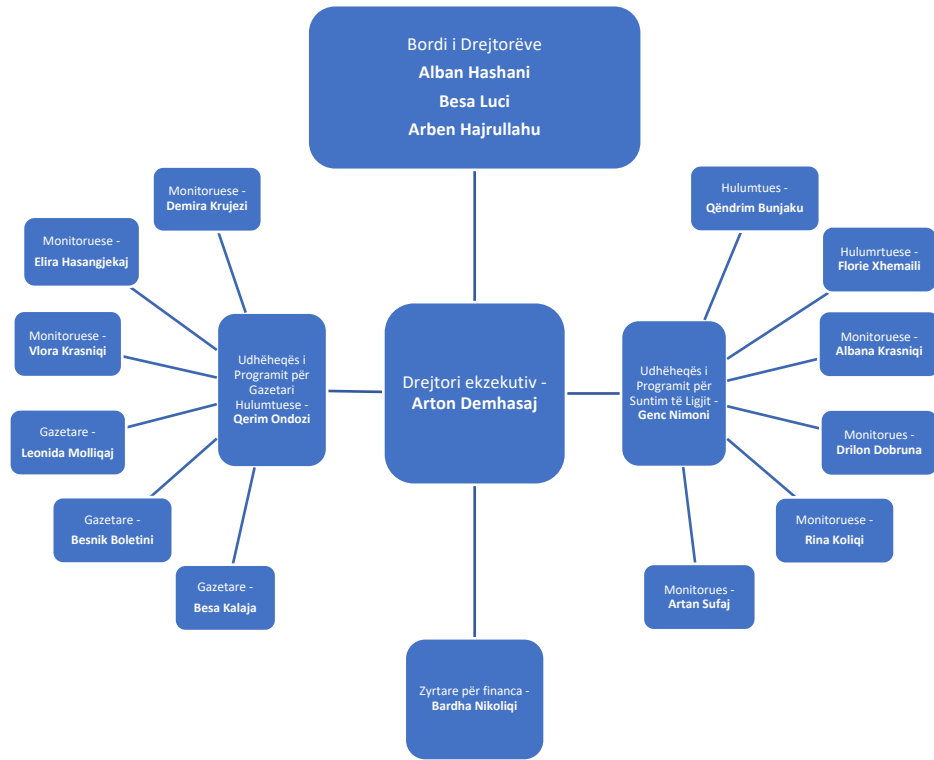 Bordi i Drejtorëve
Alban Hashani
Besa Luci
Arben Hajrullahu
Monitoruese -
Demira Krujezi
Monitoruese -
Elira Hasangjekaj
Monitoruese -
Vlora Krasniqi
Gazetare -
Leonida Molliqaj
Gazetare -
Besnik Boletini
Gazetare -
Besa Kalaja
Udhëheqës i
Programit për
Gazetari
Hulumtuese -
Qerim Ondozi
Drejtori ekzekutiv -
Arton Demhasaj
Udhëheqës i
Programit për
Suntim të Ligjit -
Genc Nimoni
Hulumtues -
Qëndrim Bunjaku
Hulumrtuese -
Florie Xhemaili
Monitoruese -
Albana Krasniqi
Monitorues -
Drilon Dobruna
Monitoruese -
Rina Koliqi
Monitorues -
Artan Sufaj
Zyrtare për financa -
Bardha Nikoliqi